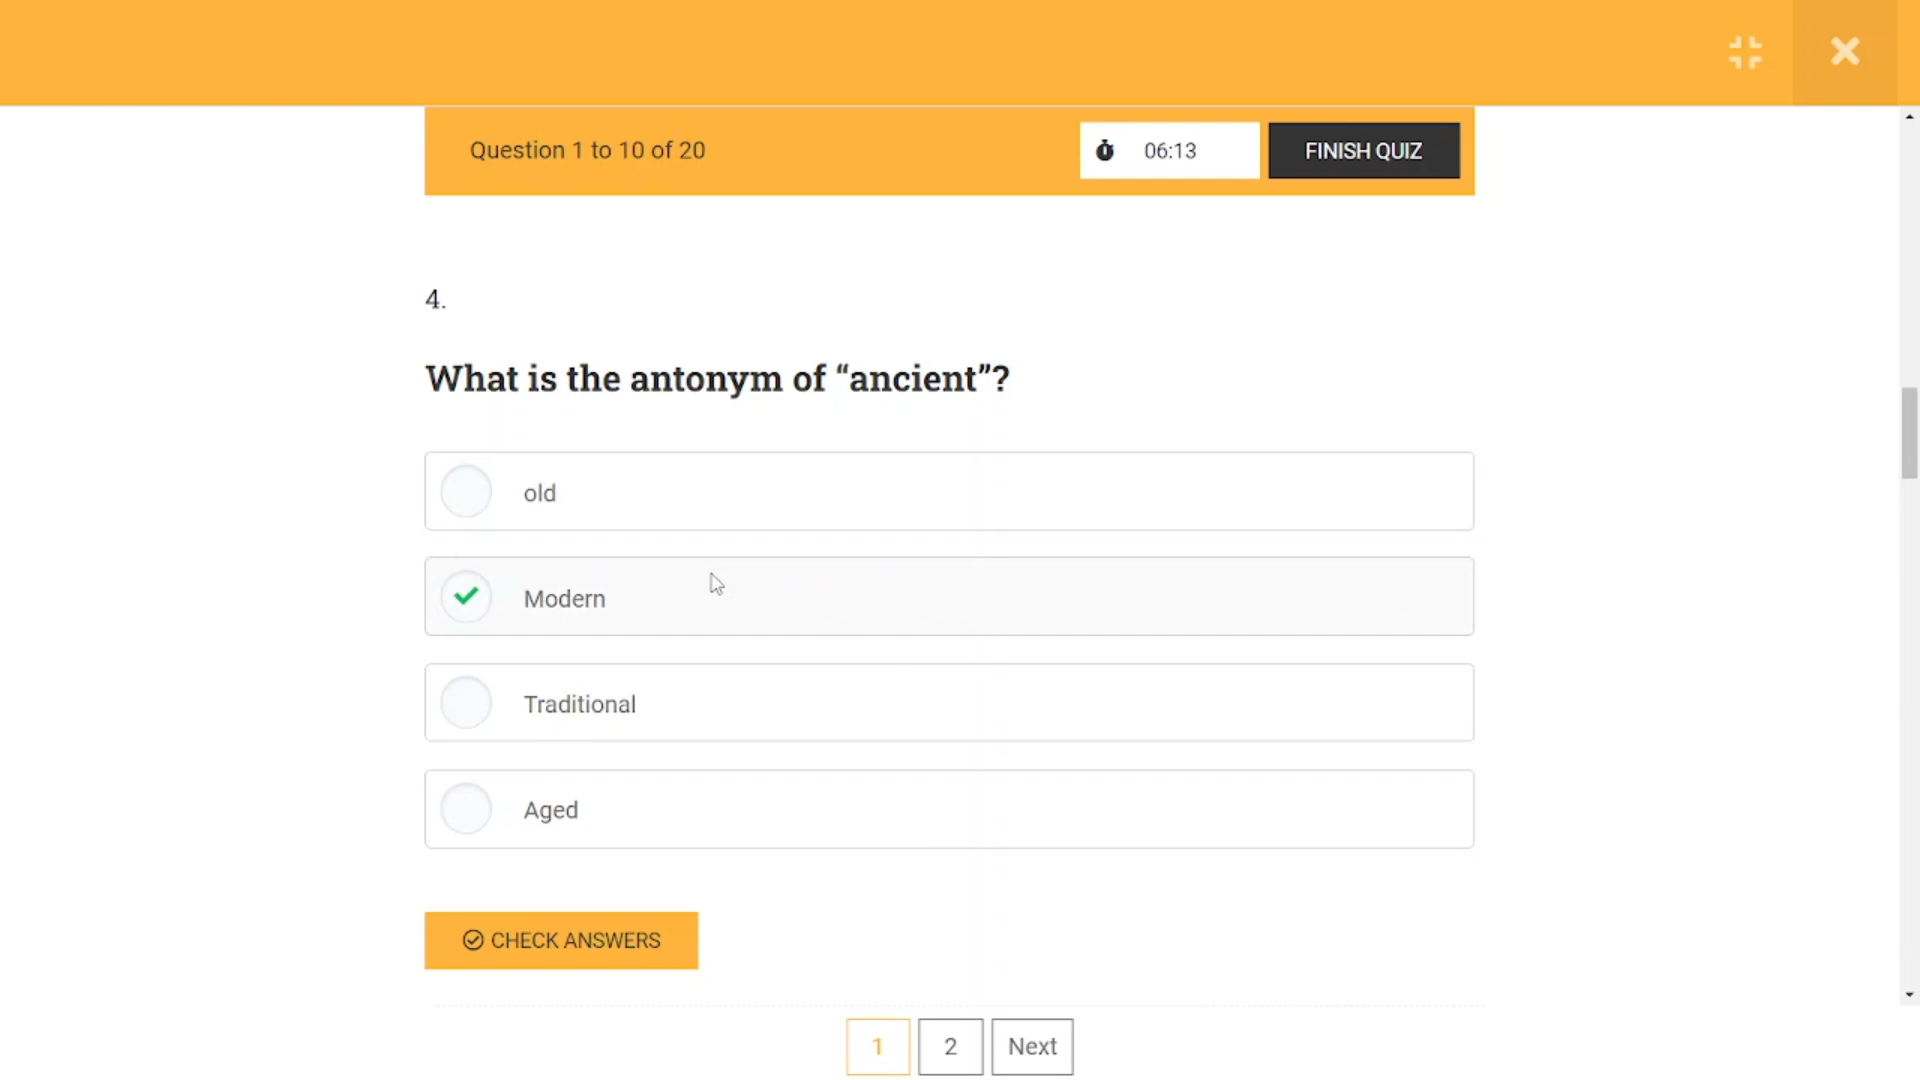 Question 1 to 10 of 20
06:13
FINISH QUIZ
4.
What is the antonym of “ancient”?
old
Modern
Traditional
Aged
CHECK ANSWERS
1
2
Next